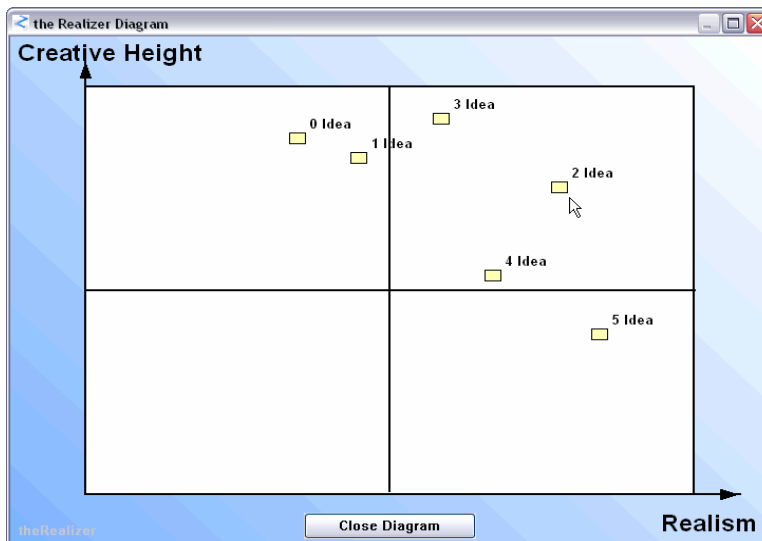 the Realizer Diagram
Creative Height
3 Idea
0 Idea
1 Idea
2 Idea
4 Idea
5 Idea
Close Diagram
Realism
theRealizer